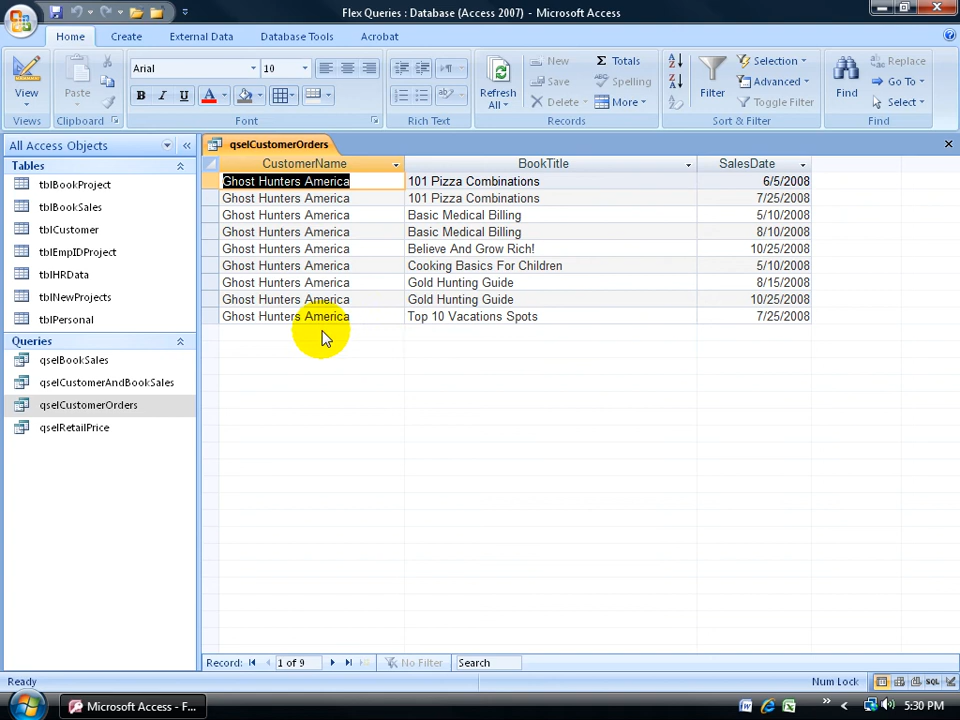 Flex Queries : Database (Access 2007) - Microsoft Access
Home Create External Data Database Tools Acrobat
View
Views
Paste
Clipboard
Arial 10
B I U A
Font
Rich Text
Refresh All
New
Save
Delete
Totals
Spelling
More
Records
Filter
Selection
Advanced
Toggle Filter
Sort & Filter
Find
Replace
Go To
Select
Find
All Access Objects
Tables
tblBookProject
tblBookSales
tblCustomer
tblEmpIDProject
tblHRData
tblNewProjects
tblPersonal
Queries
qselBookSales
qselCustomerAndBookSales
qselCustomerOrders
qselRetailPrice
qselCustomerOrders
CustomerName BookTitle SalesDate
Ghost Hunters America 101 Pizza Combinations 6/5/2008
Ghost Hunters America 101 Pizza Combinations 7/25/2008
Ghost Hunters America Basic Medical Billing 5/10/2008
Ghost Hunters America Basic Medical Billing 8/10/2008
Ghost Hunters America Believe And Grow Rich! 10/25/2008
Ghost Hunters America Cooking Basics For Children 5/10/2008
Ghost Hunters America Gold Hunting Guide 8/15/2008
Ghost Hunters America Gold Hunting Guide 10/25/2008
Ghost Hunters America Top 10 Vacations Spots 7/25/2008
Record: 1 of 9 No Filter Search
Ready Num Lock SQL
Microsoft Access - F... 5:30 PM